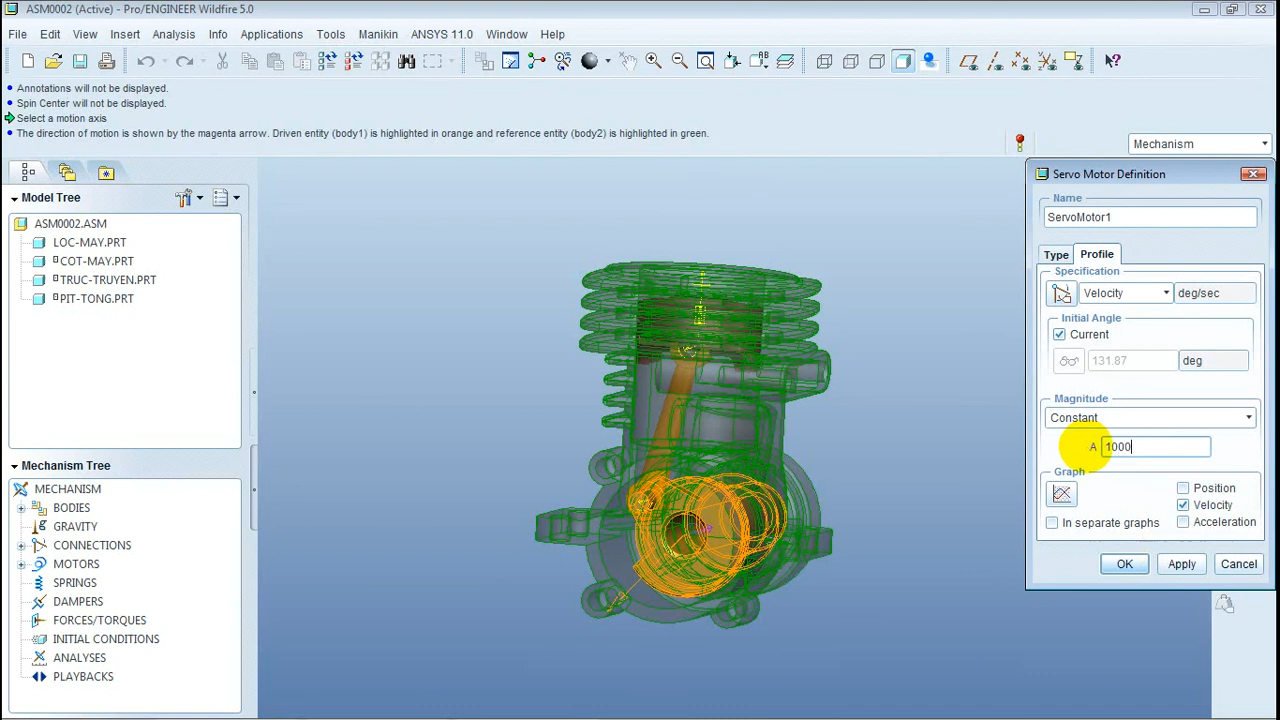 ASM0002 (Active) - Pro/ENGINEER Wildfire 5.0
File Edit View Insert Analysis Info Applications Tools Manikin ANSYS 11.0 Window Help
Annotations will not be displayed.
Spin Center will not be displayed.
Select a motion axis
The direction of motion is shown by the magenta arrow. Driven entity (body1) is highlighted in orange and reference entity (body2) is highlighted in green.
Mechanism
Model Tree
ASM0002.ASM
LOC-MAY.PRT
COT-MAY.PRT
TRUC-TRUYEN.PRT
PIT-TONG.PRT
Mechanism Tree
MECHANISM
BODIES
GRAVITY
CONNECTIONS
MOTORS
SPRINGS
DAMPERS
FORCES/TORQUES
INITIAL CONDITIONS
ANALYSES
PLAYBACKS
Servo Motor Definition
Name
ServoMotor1
Type Profile
Specification
Velocity deg/sec
Initial Angle
Current
131.87 deg
Magnitude
Constant
A 1000
Graph
Position
Velocity
In separate graphs Acceleration
OK Apply Cancel